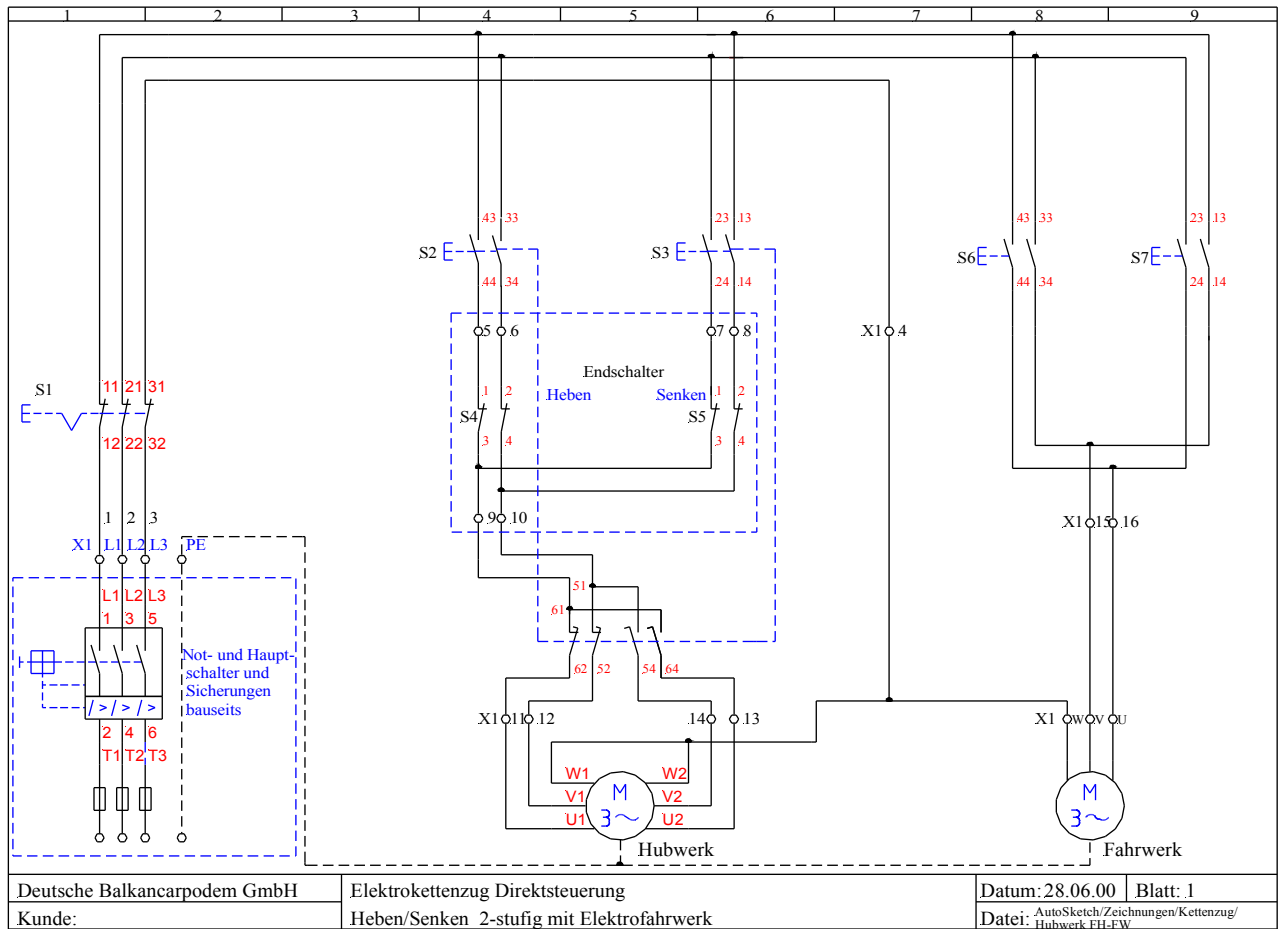 1 2 3 4 5 6 7 8 9
.43 .33 .23 .13 .43 .33 .23 .13
S2 S3 S6 S7
.44 .34 .24 .14 .44 .34 .24 .14
.5 .6 .7 .8 X1 .4
Endschalter
Heben Senken
S1 11 21 31
.1 .2 .1 .2
S4 S5
12 22 32 .3 .4 .3 .4
.1 .2 .3
.9 .10 X1 .15 .16
X1 L1 L2 L3 PE
L1 L2 L3
1 3 5
.51
.61
.62 .52 .54 .64
Not- und Haupt-
schalter und
Sicherungen
bauseits
/> /> />
2 4 6
T1 T2 T3
X1 .11 .12 .14 .13 X1 W V U
W1 W2
V1 V2
U1 U2
M
3~
M
3~
Hubwerk Fahrwerk
Deutsche Balkancarpodem GmbH
Kunde:
Elektrokettenzug Direktsteuerung
Heben/Senken 2-stufig mit Elektrofahrwerk
Datum: 28.06.00 Blatt: 1
Datei: AutoSketch/Zeichnungen/Kettenzug/
Hubwerk FH-FW